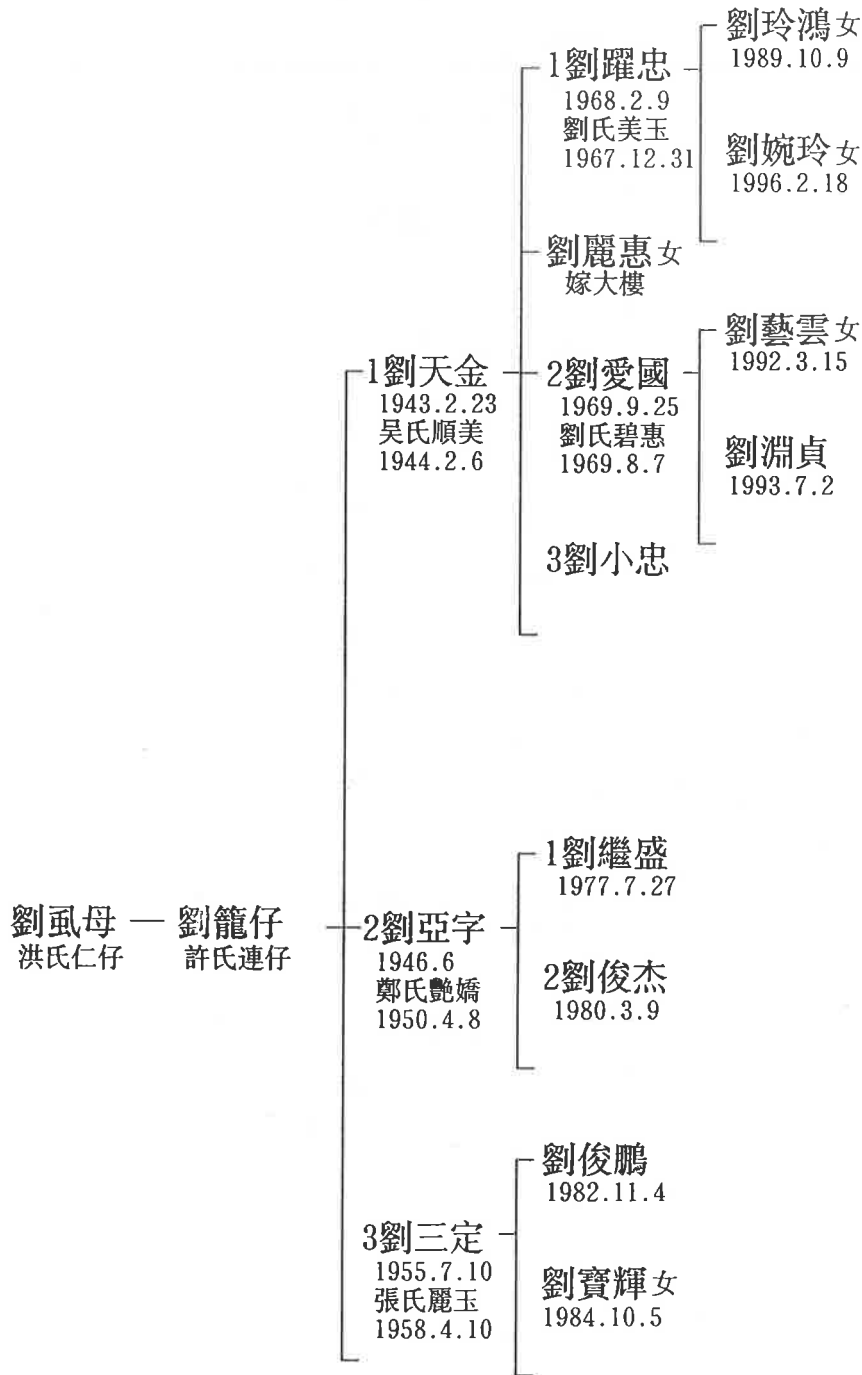 劉虱母 — 劉籠仔
洪氏仁仔
許氏連仔
1劉天金
1943.2.23
吴氏順美
1944.2.6
1劉躍忠
1968.2.9
劉氏美玉
1967.12.31
劉玲鴻女
1989.10.9
劉婉玲女
1996.2.18
劉麗惠女
嫁大樓
2劉愛國
1969.9.25
劉氏碧惠
1969.8.7
劉藝雲女
1992.3.15
劉淵貞
1993.7.2
3劉小忠
2劉亞字
1946.6
鄭氏艷嬌
1950.4.8
1劉繼盛
1977.7.27
2劉俊杰
1980.3.9
3劉三定
1955.7.10
張氏麗玉
1958.4.10
劉俊鵬
1982.11.4
劉寶輝女
1984.10.5